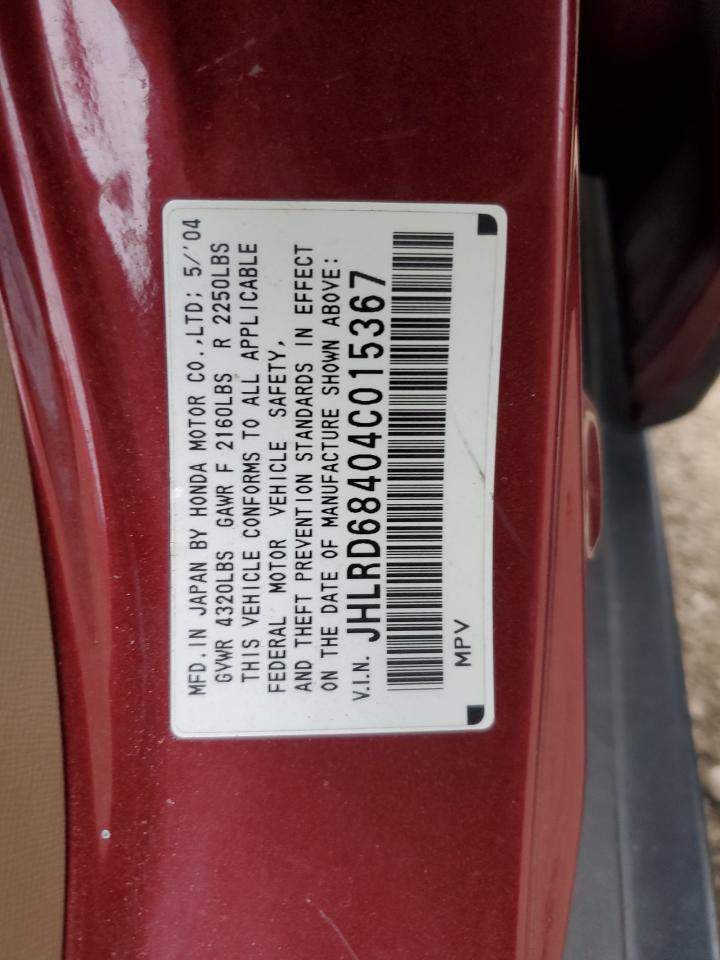 MFD. IN JAPAN BY HONDA MOTOR CO.,LTD; 5/'04
GVWR 4320LBS GAWR F 2160LBS R 2250LBS
THIS VEHICLE CONFORMS TO ALL APPLICABLE
FEDERAL MOTOR VEHICLE SAFETY,
AND THEFT PREVENTION STANDARDS IN EFFECT
ON THE DATE OF MANUFACTURE SHOWN ABOVE:
V.I.N. JHLRD68404C015367
MPV